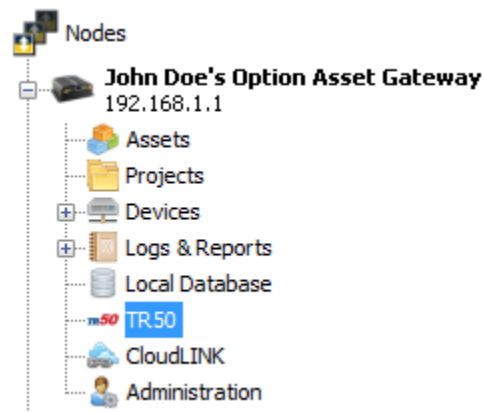 Nodes
John Doe's Option Asset Gateway
192.168.1.1
Assets
Projects
Devices
Logs & Reports
Local Database
TR50 TR50
CloudLINK
Administration